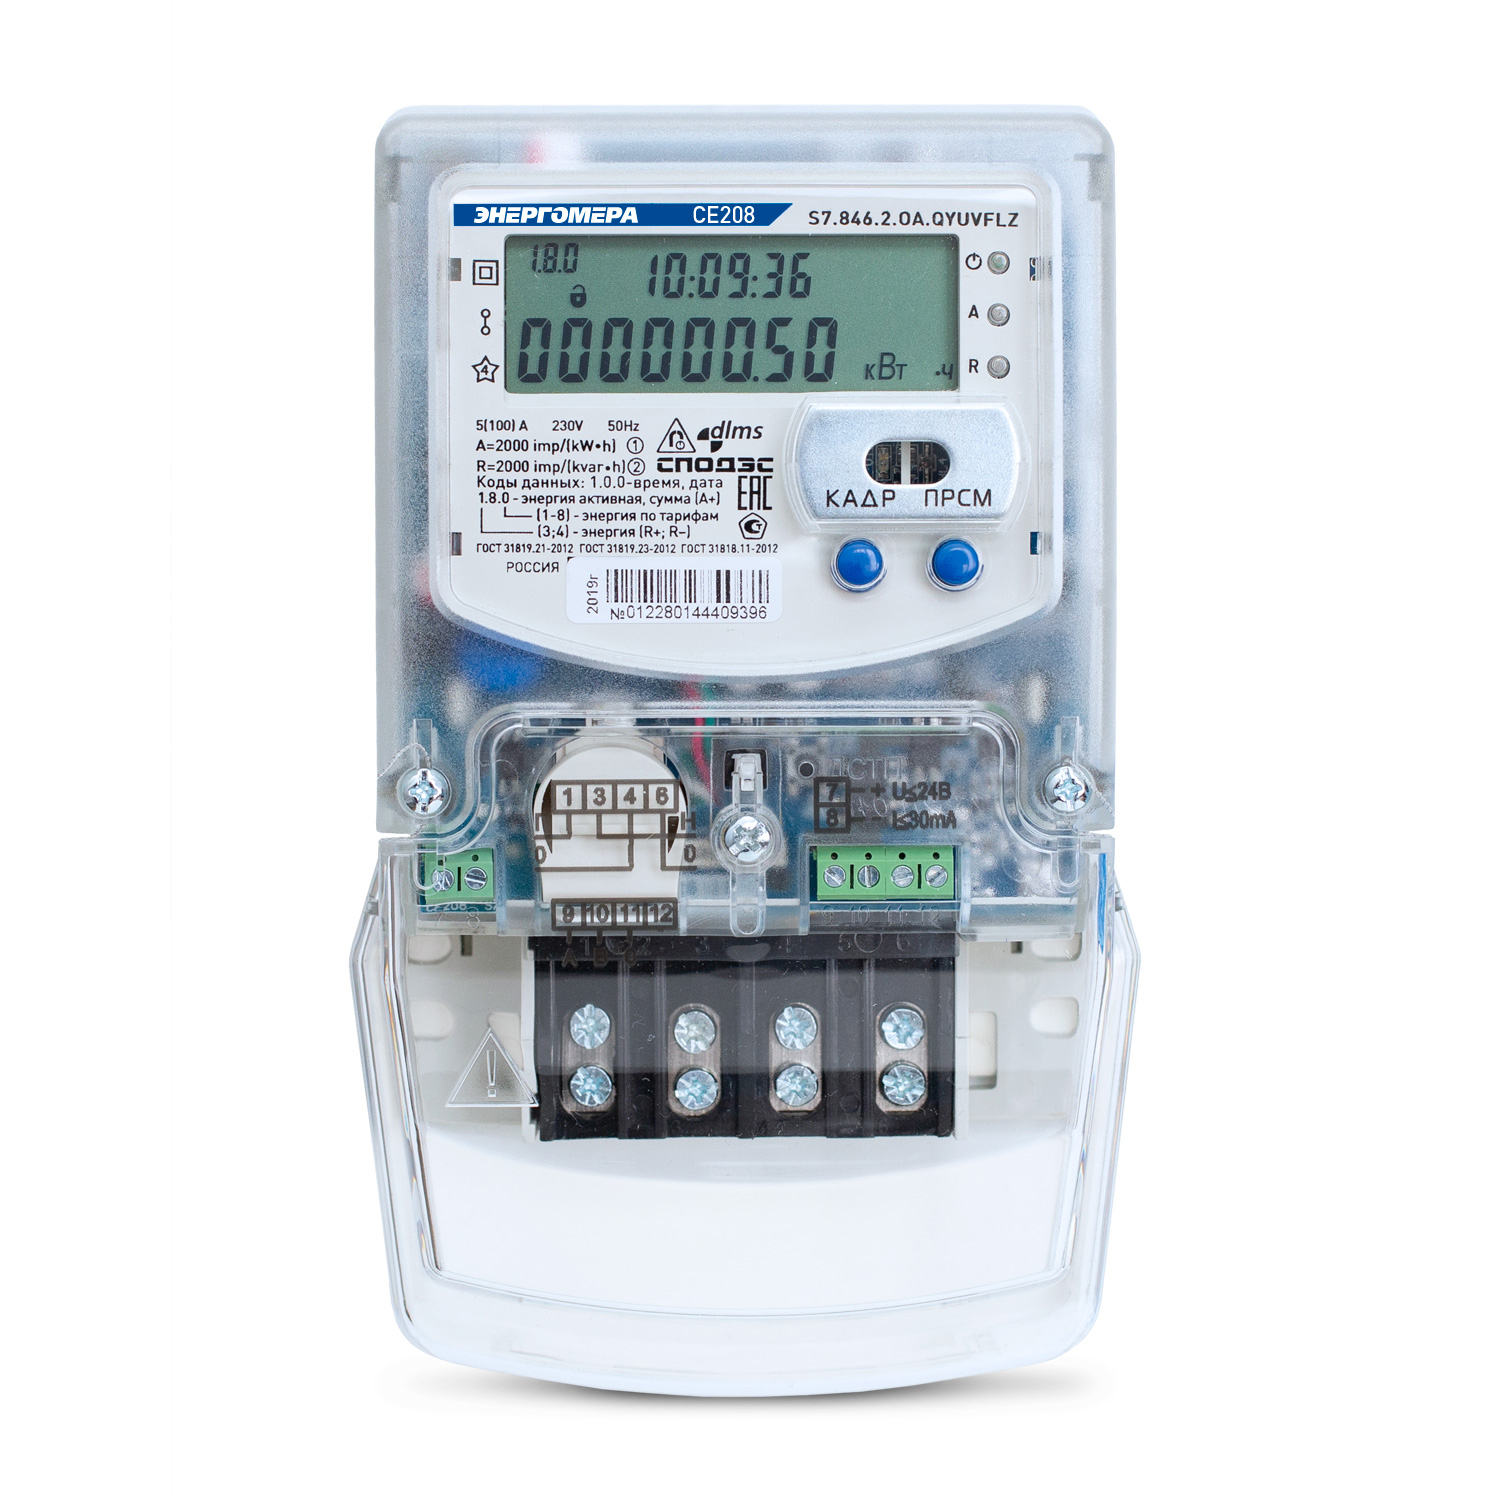 ЭНЕРГОМЕРА CE208 S7.846.2.OA.QYUVFLZ
1.8.0 10:09:36
000000.50 кВт •ч
4
A
R
5(100) A 230V 50Hz
A=2000 imp/(kW•h) 1
R=2000 imp/(kvar•h) 2
dlms
СПОДЭС
Коды данных: 1.0.0-время, дата
1.8.0 - энергия активная, сумма (A+)
(1-8) - энергия по тарифам
(3;4) - энергия (R+; R-)
EAC
ГОСТ 31819.21-2012 ГОСТ 31819.23-2012 ГОСТ 31818.11-2012
РОССИЯ
2019г
№012280144409396
КАДР ПРСМ
1 3 4 6
Г Н
0 0
7 + U≤24В
8 - I≤30mA
9 10 11 12